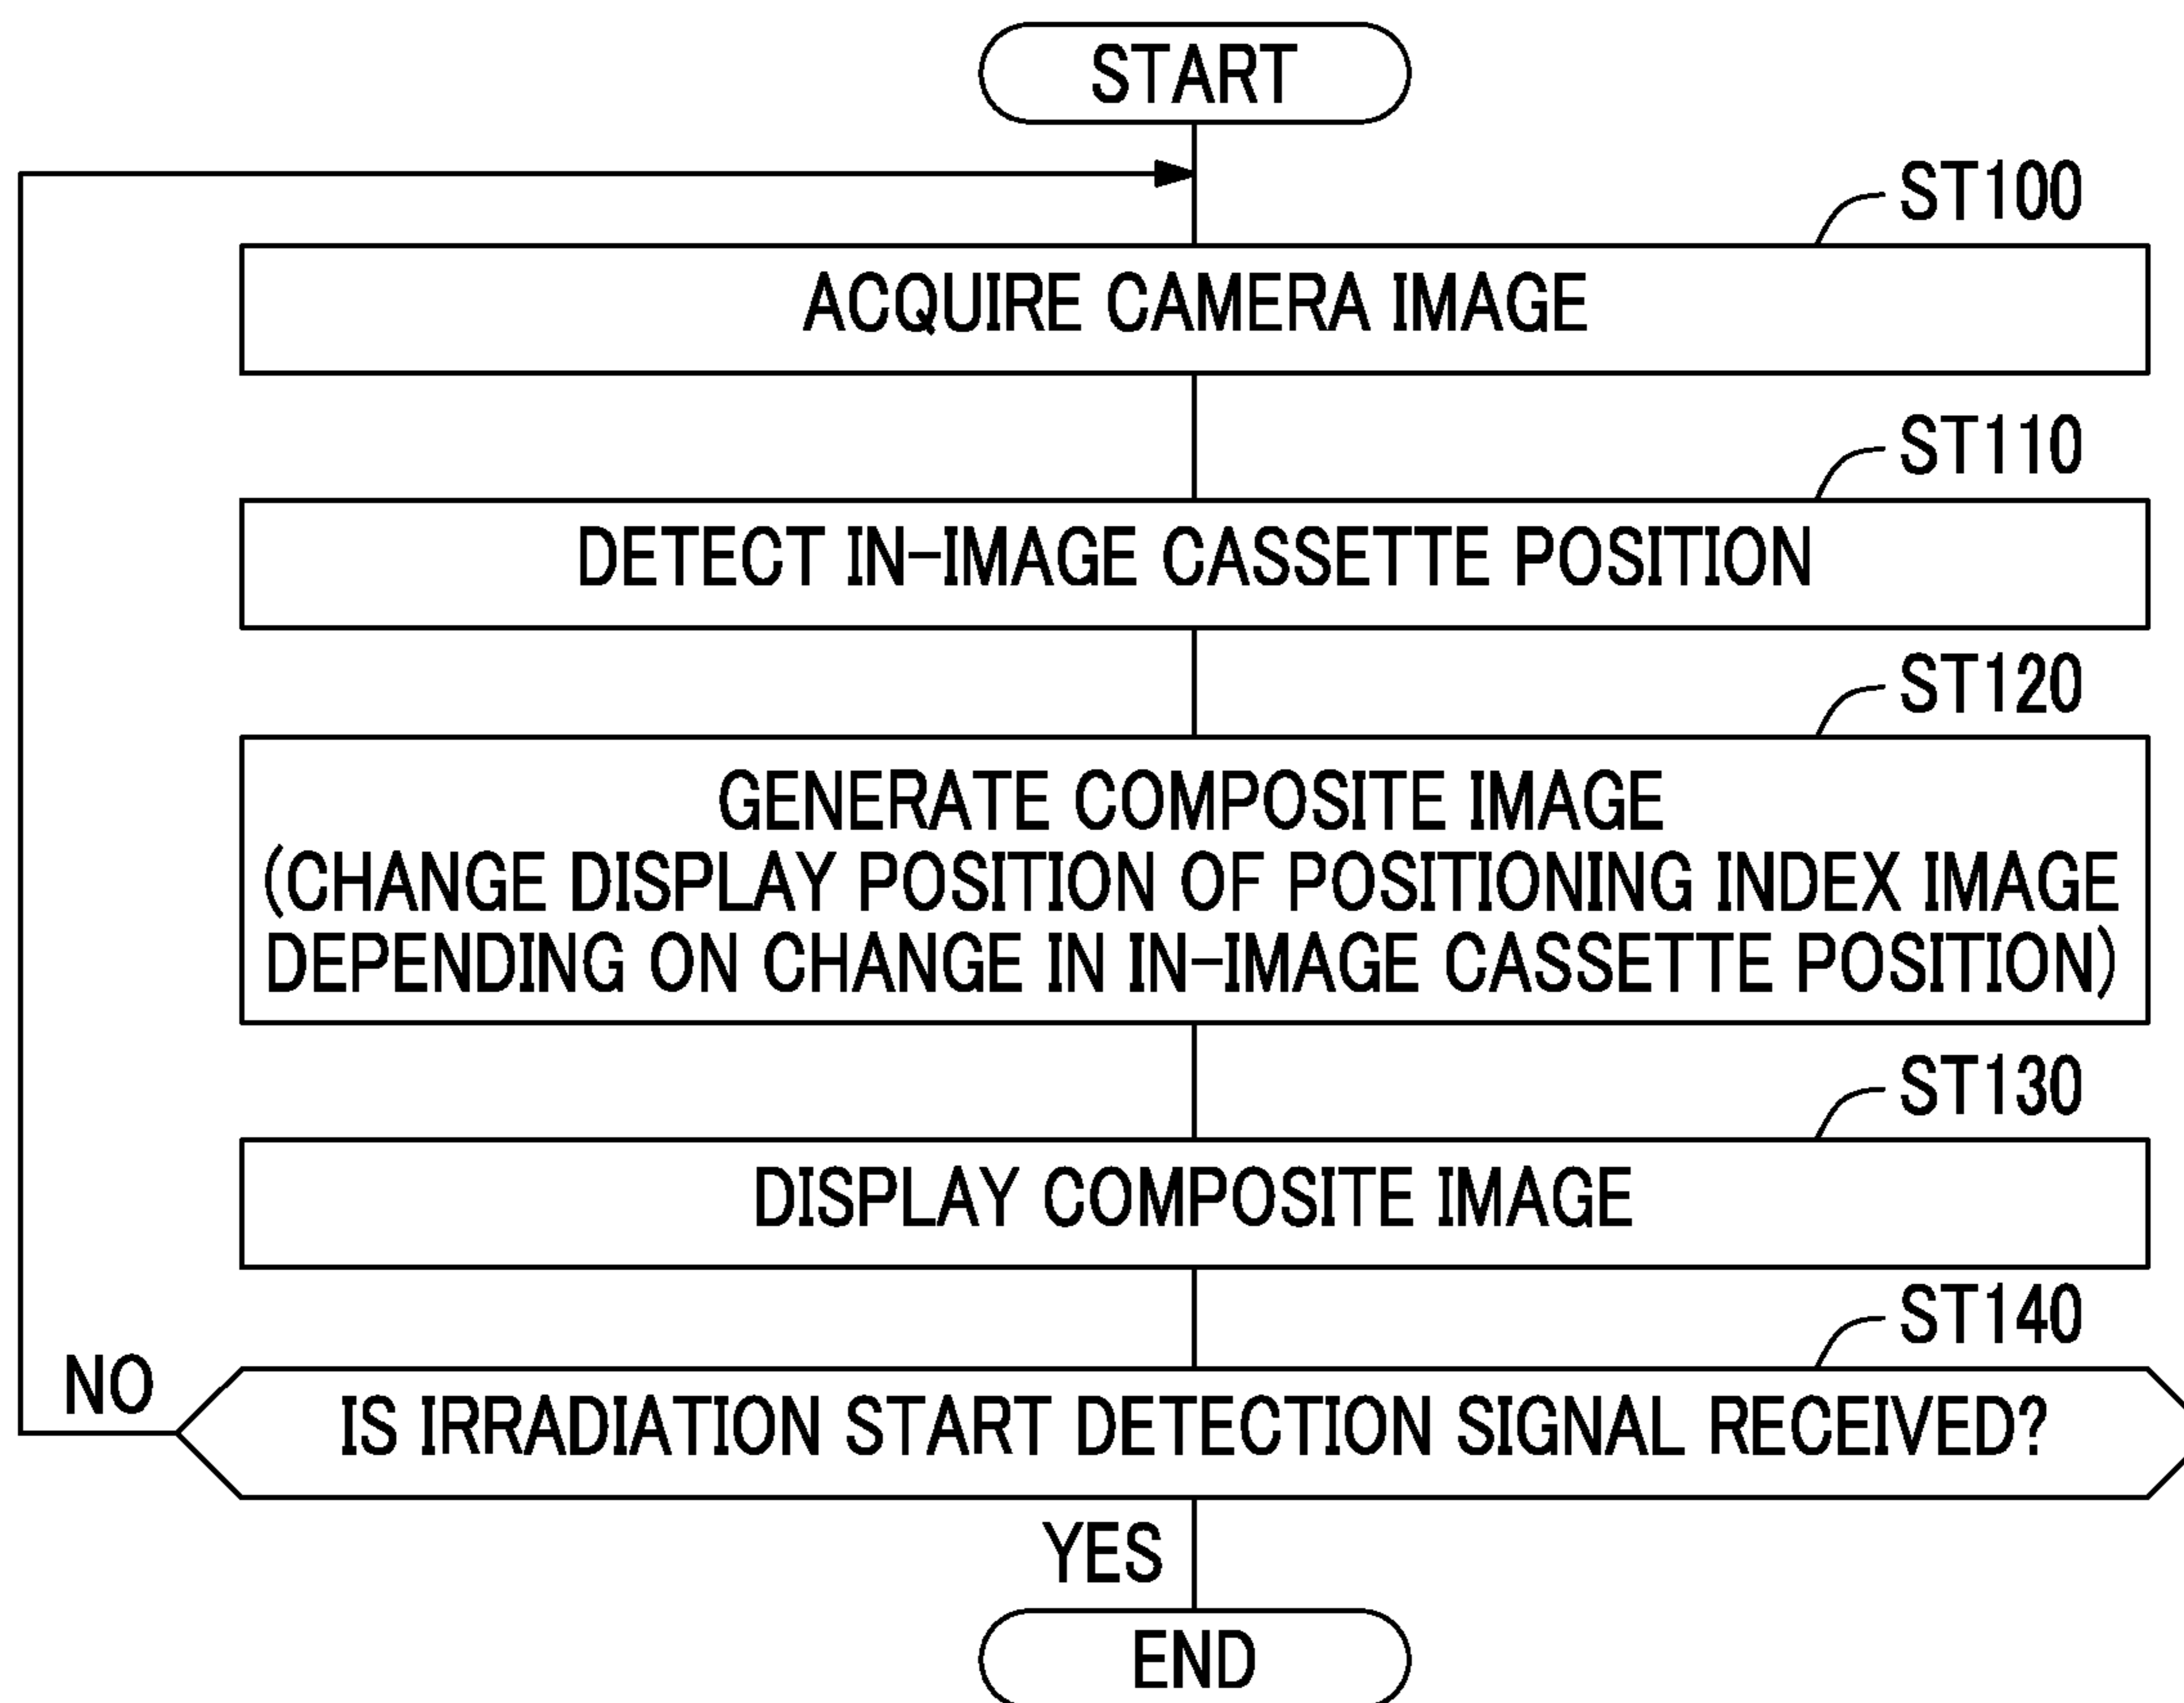 START
ST100
ACQUIRE CAMERA IMAGE
ST110
DETECT IN-IMAGE CASSETTE POSITION
ST120
GENERATE COMPOSITE IMAGE
(CHANGE DISPLAY POSITION OF POSITIONING INDEX IMAGE
DEPENDING ON CHANGE IN IN-IMAGE CASSETTE POSITION)
ST130
DISPLAY COMPOSITE IMAGE
ST140
NO
IS IRRADIATION START DETECTION SIGNAL RECEIVED?
YES
END